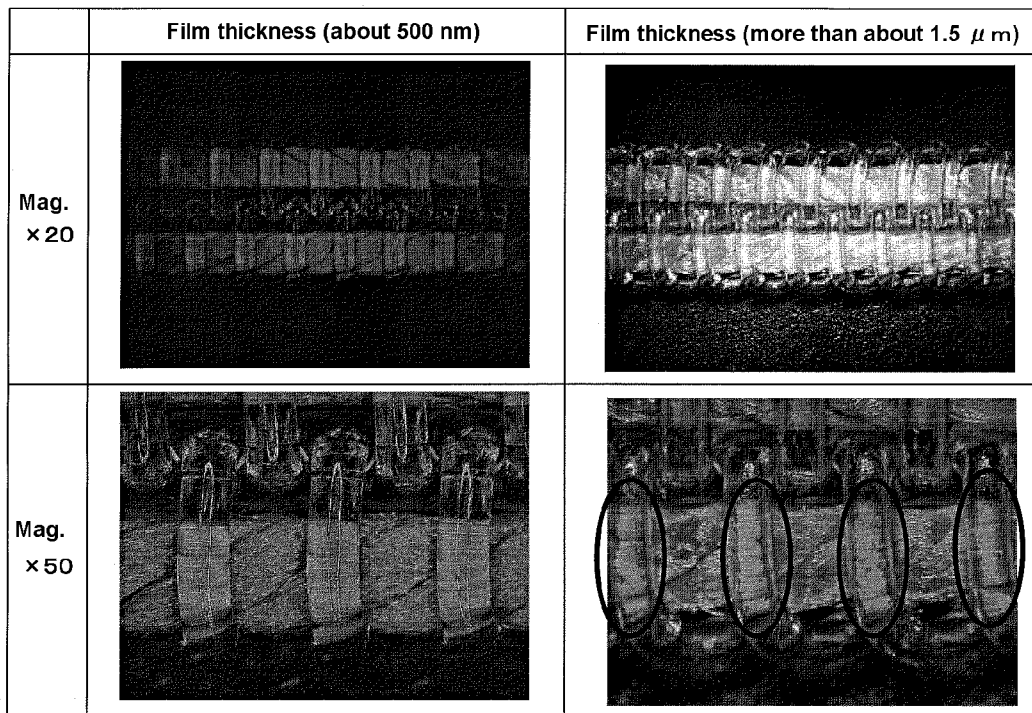 Film thickness (about 500 nm)
Film thickness (more than about 1.5 μm)
Mag.
×20
Mag.
×50